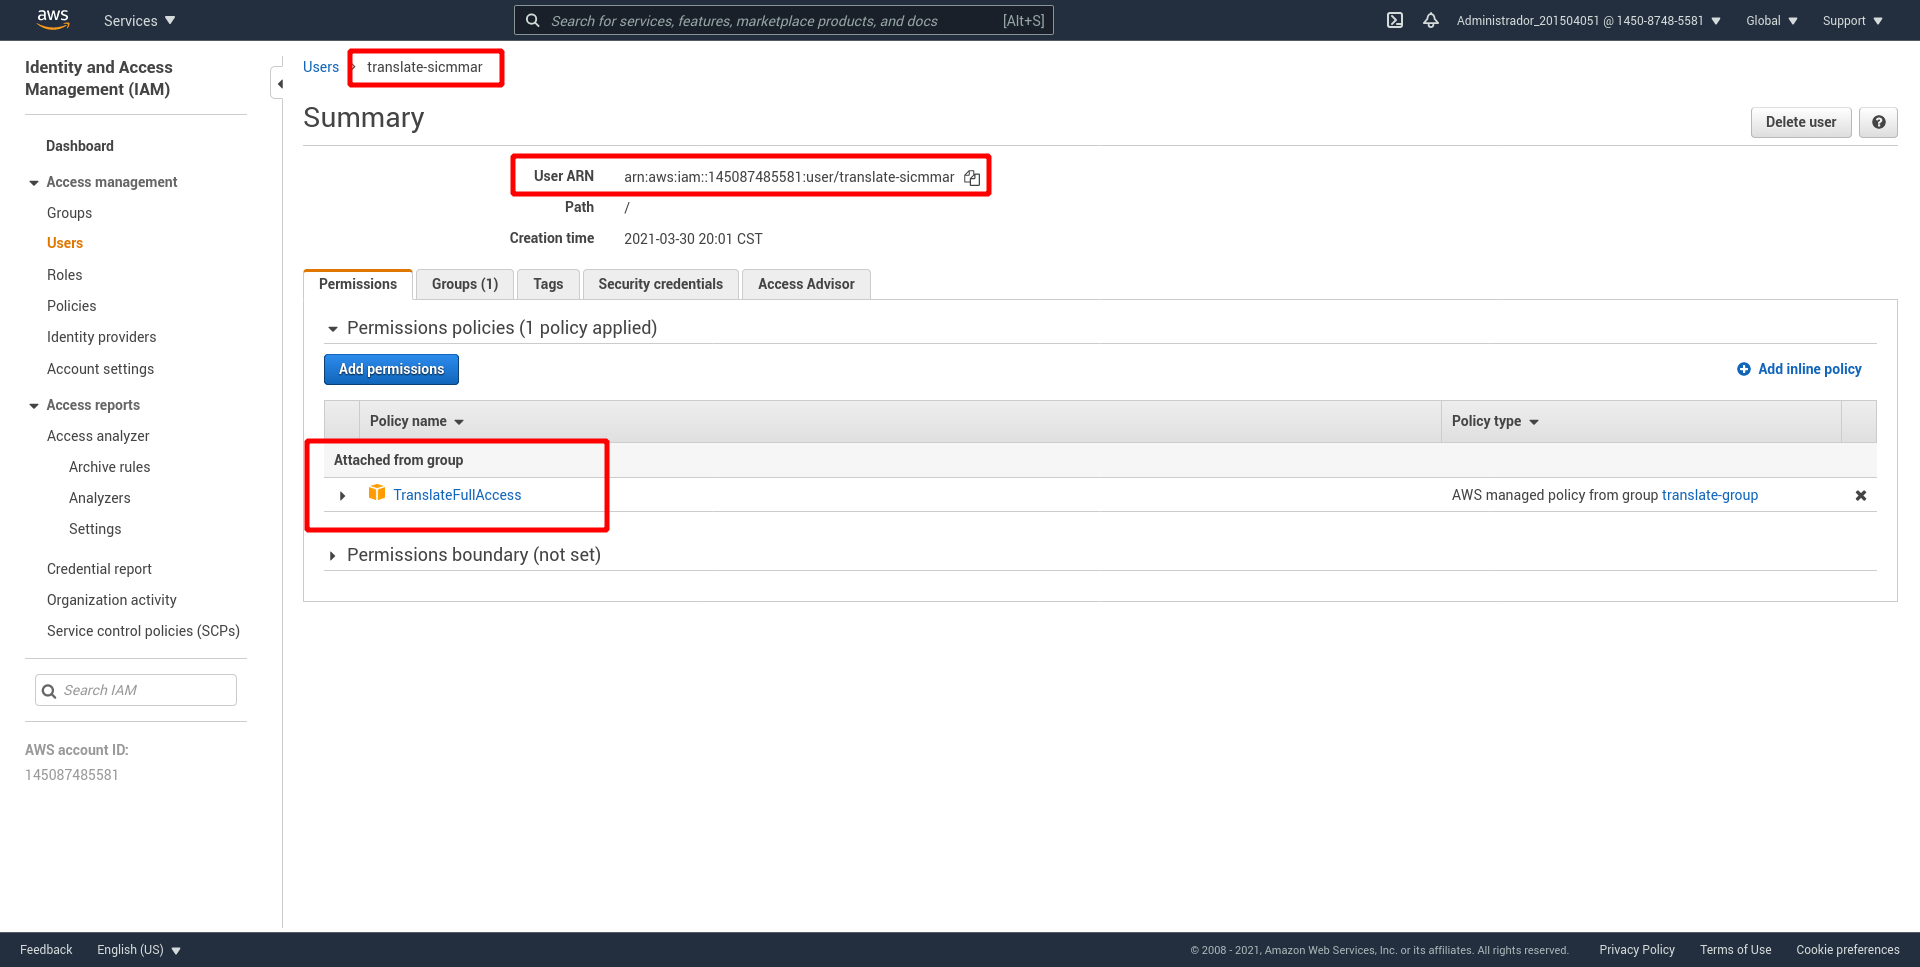 aws
Services
Search for services, features, marketplace products, and docs
[Alt+S]
Administrador_201504051 @ 1450-8748-5581
Global
Support
Identity and Access
Management (IAM)
Dashboard
Access management
Groups
Users
Roles
Policies
Identity providers
Account settings
Access reports
Access analyzer
Archive rules
Analyzers
Settings
Credential report
Organization activity
Service control policies (SCPs)
Search IAM
AWS account ID:
145087485581
Users
translate-sicmmar
Summary
Delete user
User ARN
arn:aws:iam::145087485581:user/translate-sicmmar
Path
/
Creation time
2021-03-30 20:01 CST
Permissions
Groups (1)
Tags
Security credentials
Access Advisor
Permissions policies (1 policy applied)
Add permissions
Add inline policy
Policy name
Policy type
Attached from group
TranslateFullAccess
AWS managed policy from group translate-group
Permissions boundary (not set)
Feedback
English (US)
© 2008 - 2021, Amazon Web Services, Inc. or its affiliates. All rights reserved.
Privacy Policy
Terms of Use
Cookie preferences